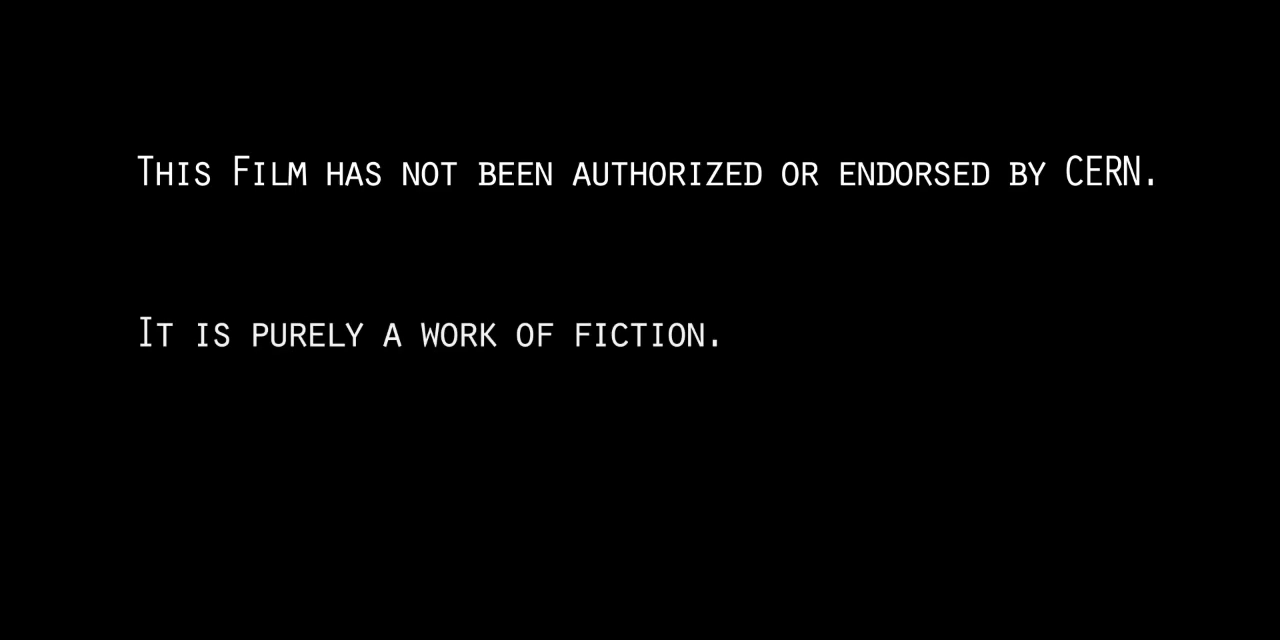 This Film has not been authorized or endorsed by CERN.
It is purely a work of fiction.